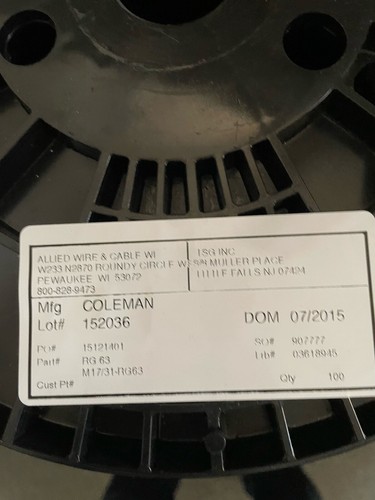 ALLIED WIRE & CABLE WI
W233 N2870 ROUNDY CIRCLE W
PEWAUKEE WI 53072
800-828-9473
TSG INC
MULLER PLACE
LITTLE FALLS NJ 07424
Mfg COLEMAN
Lot# 152036
DOM 07/2015
PO# 15121401
Part# RG 63
M17/31-RG63
Cust Pt#
SO# 907777
Lib# 03618945
Qty 100